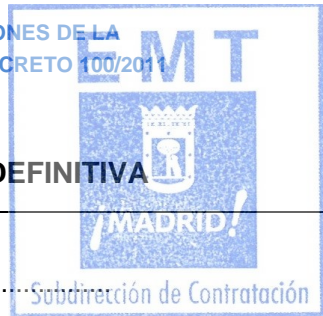 ONES DE LA
CRETO 100/2011
EMT
DEFINITIVA
¡MADRID!
Subdirección de Contratación